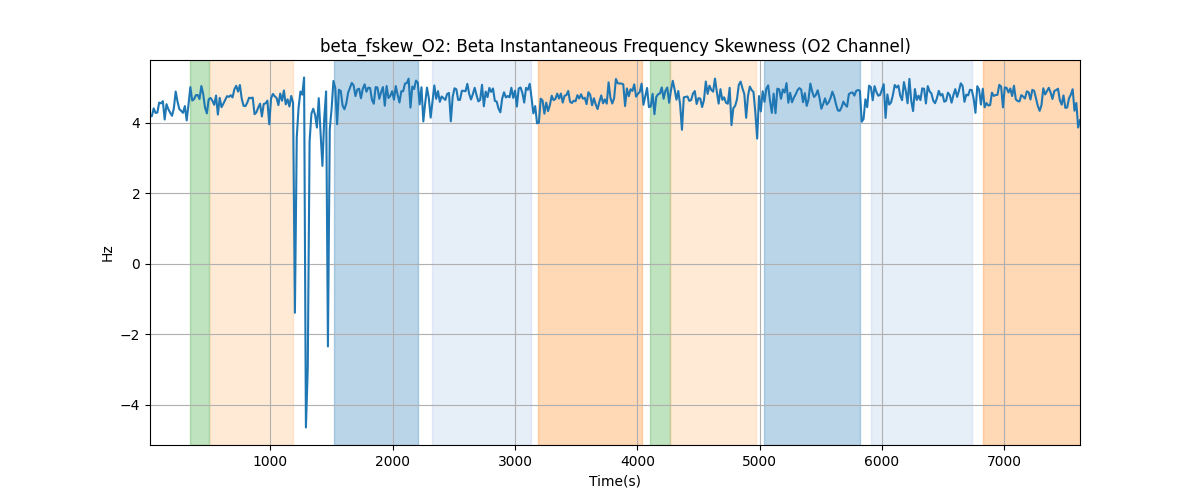 beta_fskew_O2: Beta Instantaneous Frequency Skewness (O2 Channel)
4
2
0
−2
−4
Hz
1000 2000 3000 4000 5000 6000 7000
Time(s)